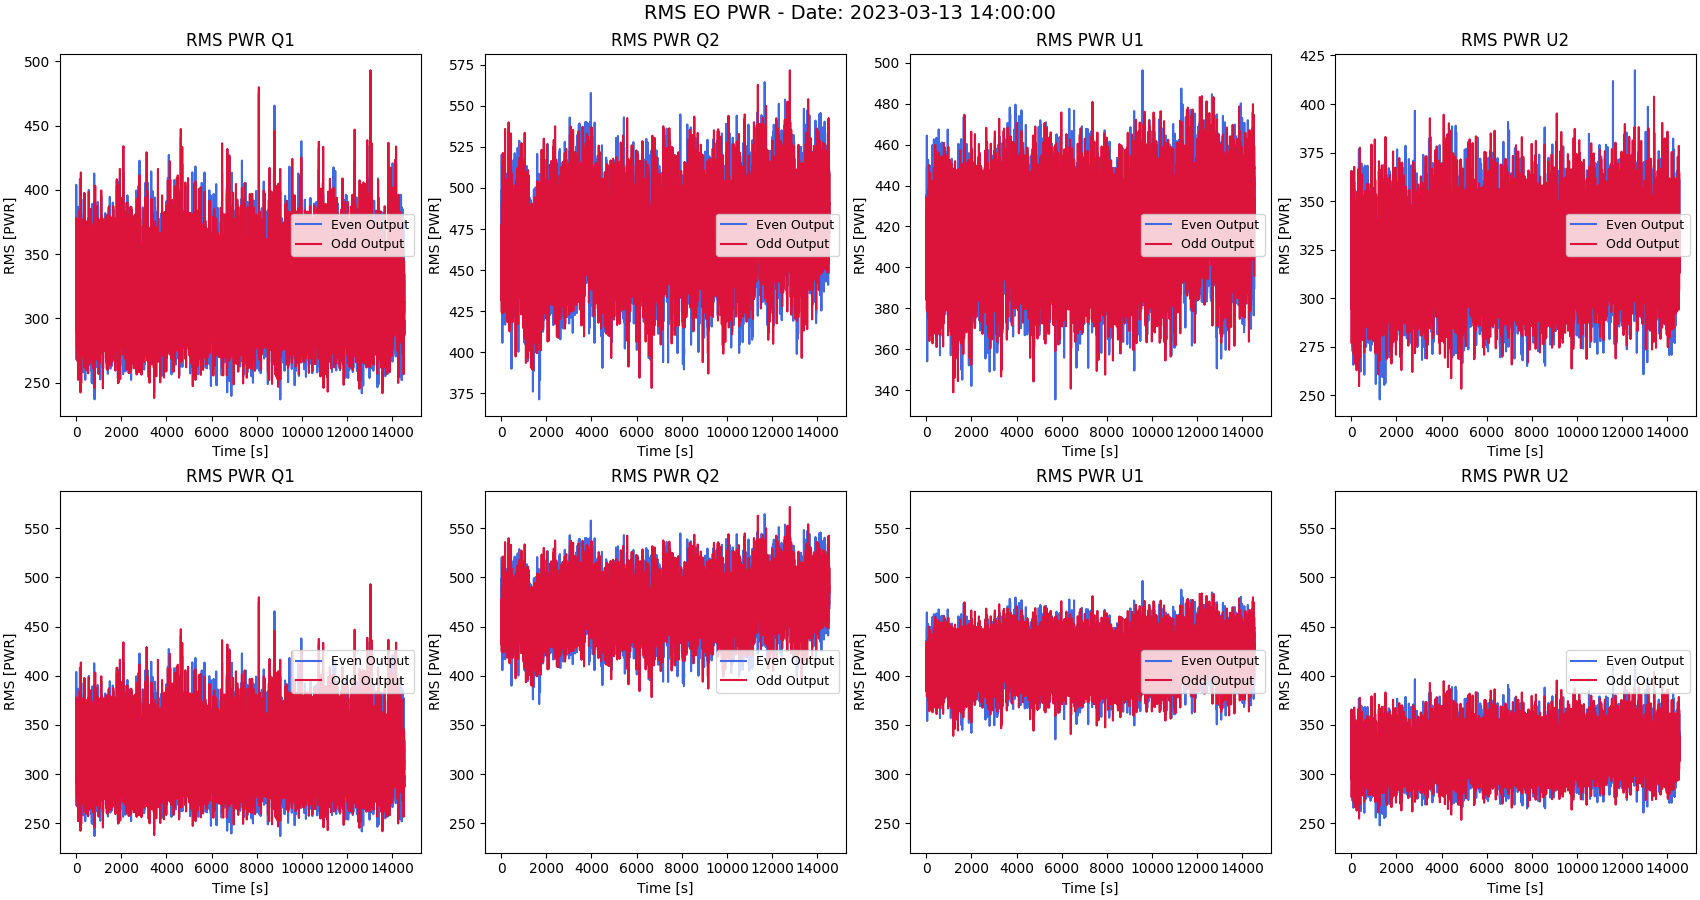 RMS EO PWR - Date: 2023-03-13 14:00:00
RMS PWR Q1
RMS [PWR]
500
450
400
350
300
250
Even Output
Odd Output
0 2000 4000 6000 8000 10000 12000 14000
Time [s]
RMS PWR Q2
RMS [PWR]
575
550
525
500
475
450
425
400
375
Even Output
Odd Output
0 2000 4000 6000 8000 10000 12000 14000
Time [s]
RMS PWR U1
RMS [PWR]
500
480
460
440
420
400
380
360
340
Even Output
Odd Output
0 2000 4000 6000 8000 10000 12000 14000
Time [s]
RMS PWR U2
RMS [PWR]
425
400
375
350
325
300
275
250
Even Output
Odd Output
0 2000 4000 6000 8000 10000 12000 14000
Time [s]
RMS PWR Q1
RMS [PWR]
550
500
450
400
350
300
250
Even Output
Odd Output
0 2000 4000 6000 8000 10000 12000 14000
Time [s]
RMS PWR Q2
RMS [PWR]
550
500
450
400
350
300
250
Even Output
Odd Output
0 2000 4000 6000 8000 10000 12000 14000
Time [s]
RMS PWR U1
RMS [PWR]
550
500
450
400
350
300
250
Even Output
Odd Output
0 2000 4000 6000 8000 10000 12000 14000
Time [s]
RMS PWR U2
RMS [PWR]
550
500
450
400
350
300
250
Even Output
Odd Output
0 2000 4000 6000 8000 10000 12000 14000
Time [s]